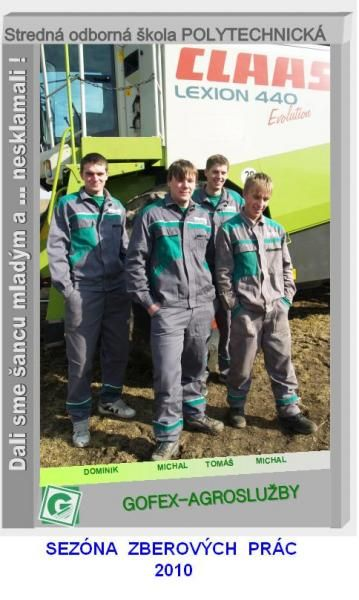 Stredná odborná škola POLYTECHNICKÁ
Dali sme šancu mladým a ... nesklamali !
CLAAS
LEXION 440
Evolution
20
DOMINIK MICHAL TOMÁŠ MICHAL
G
GOFEX-AGROSLUŽBY
SEZÓNA ZBEROVÝCH PRÁC
2010